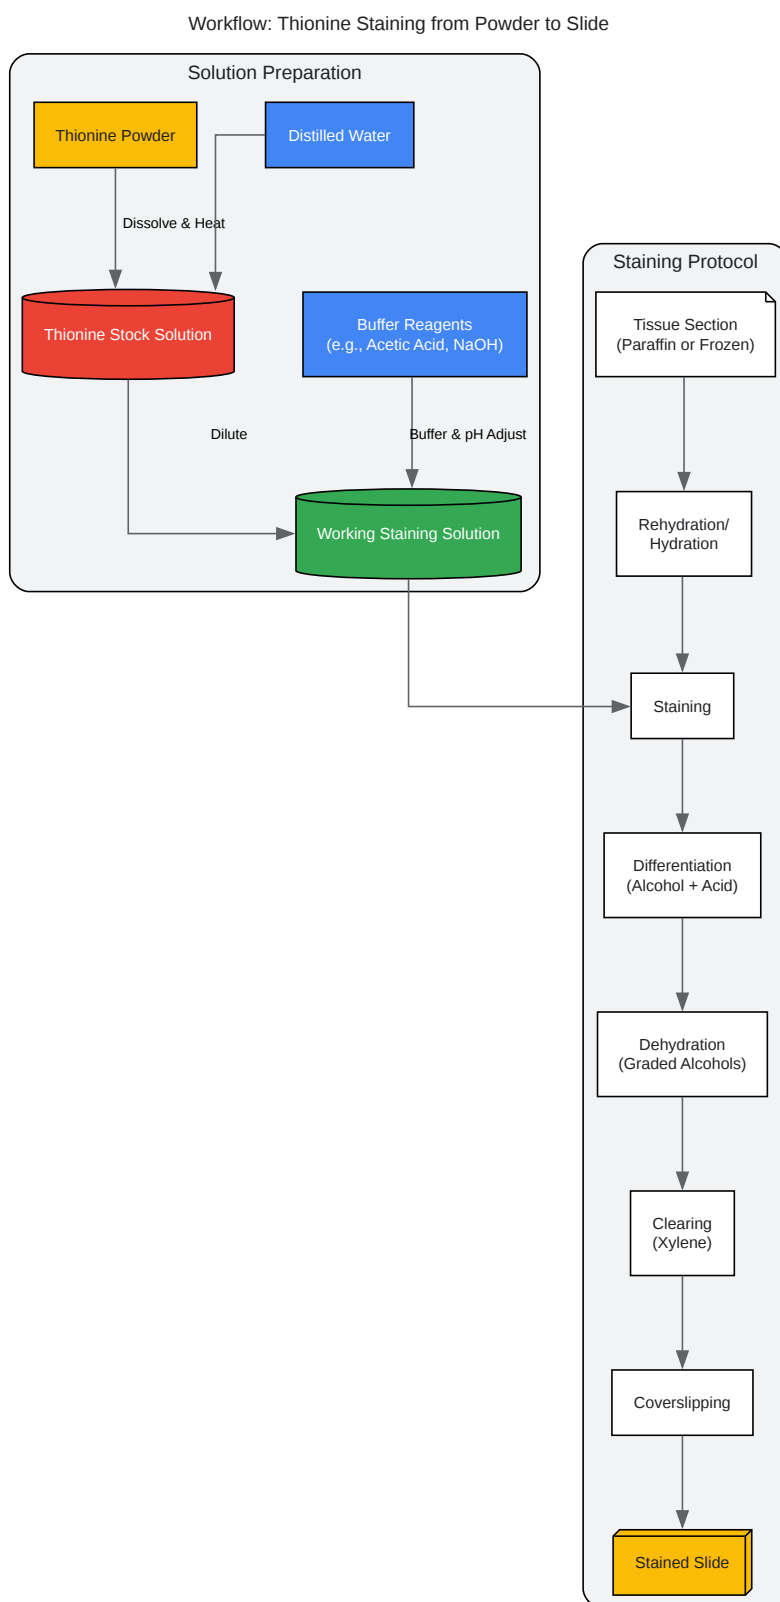 Workflow: Thionine Staining from Powder to Slide
Solution Preparation
Thionine Powder
Distilled Water
Dissolve & Heat
Thionine Stock Solution
Buffer Reagents
(e.g., Acetic Acid, NaOH)
Dilute
Buffer & pH Adjust
Working Staining Solution
Staining Protocol
Tissue Section
(Paraffin or Frozen)
Rehydration/
Hydration
Staining
Differentiation
(Alcohol + Acid)
Dehydration
(Graded Alcohols)
Clearing
(Xylene)
Coverslipping
Stained Slide